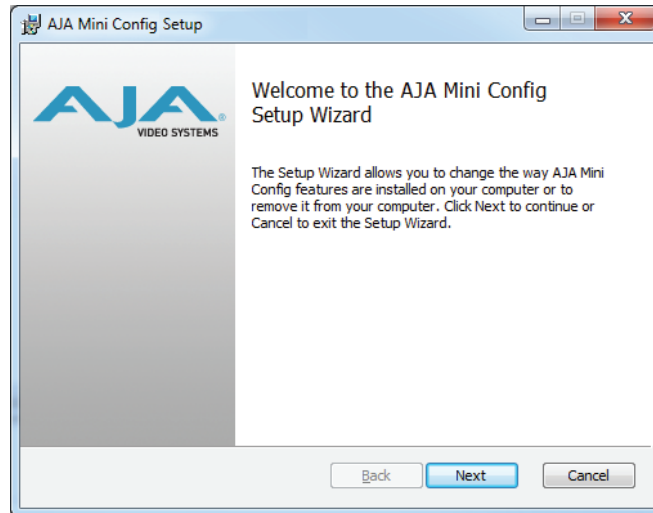 AJA Mini Config Setup
AJA
VIDEO SYSTEMS
Welcome to the AJA Mini Config
Setup Wizard
The Setup Wizard allows you to change the way AJA Mini
Config features are installed on your computer or to
remove it from your computer. Click Next to continue or
Cancel to exit the Setup Wizard.
Back
Next
Cancel